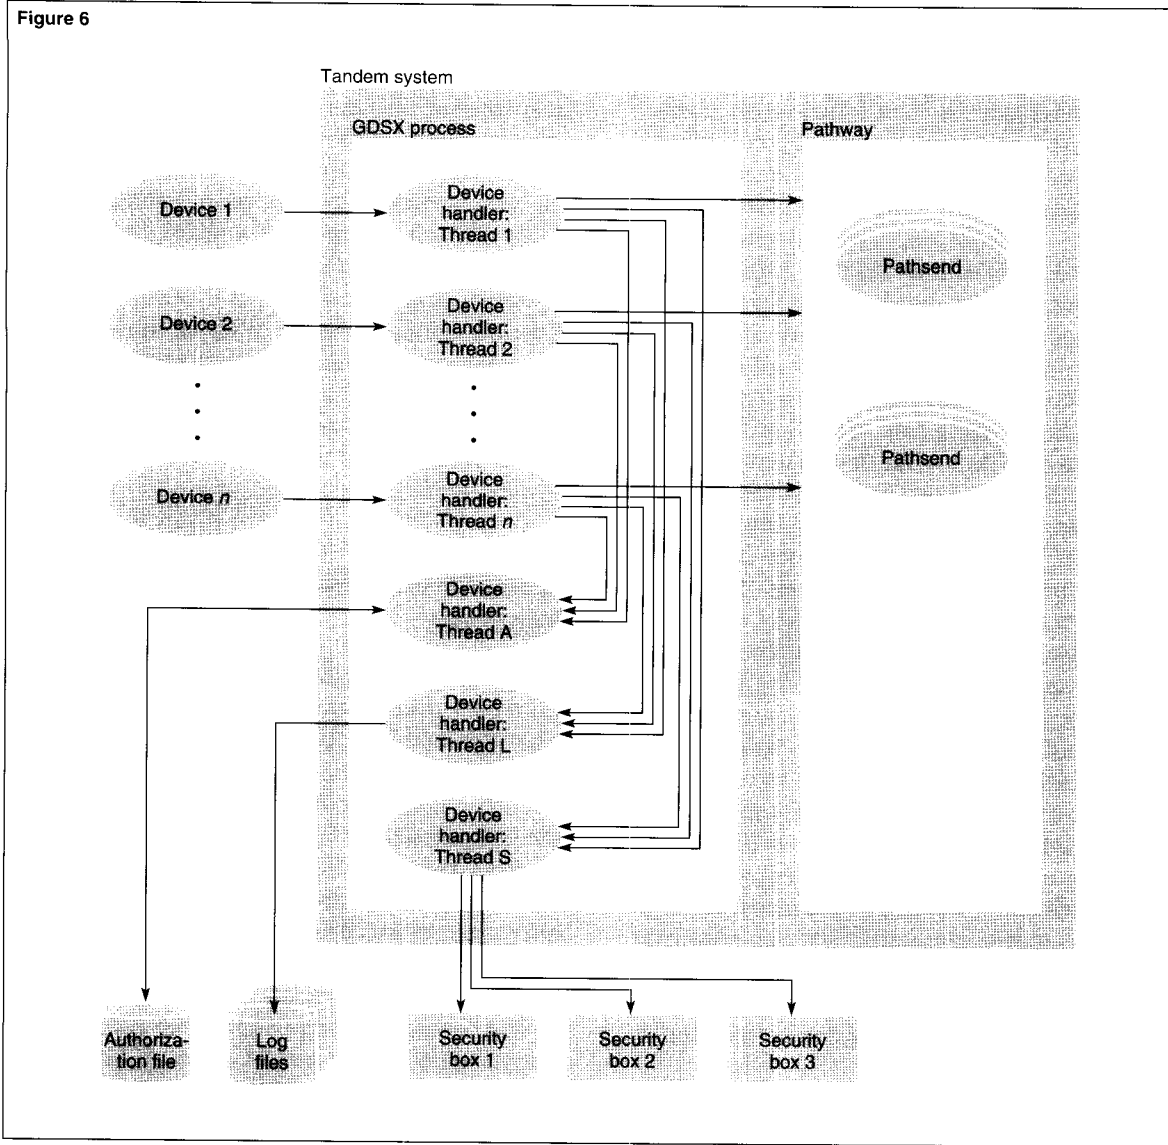 Figure 6
Tandem system
GDSX process
Pathway
Device 1
Device
handler:
Thread 1
Pathsend
Device 2
Device
handler:
Thread 2
Pathsend
Device n
Device
handler:
Thread n
Device
handler:
Thread A
Device
handler:
Thread L
Device
handler:
Thread S
Authoriza-
tion file
Log
files
Security
box 1
Security
box 2
Security
box 3